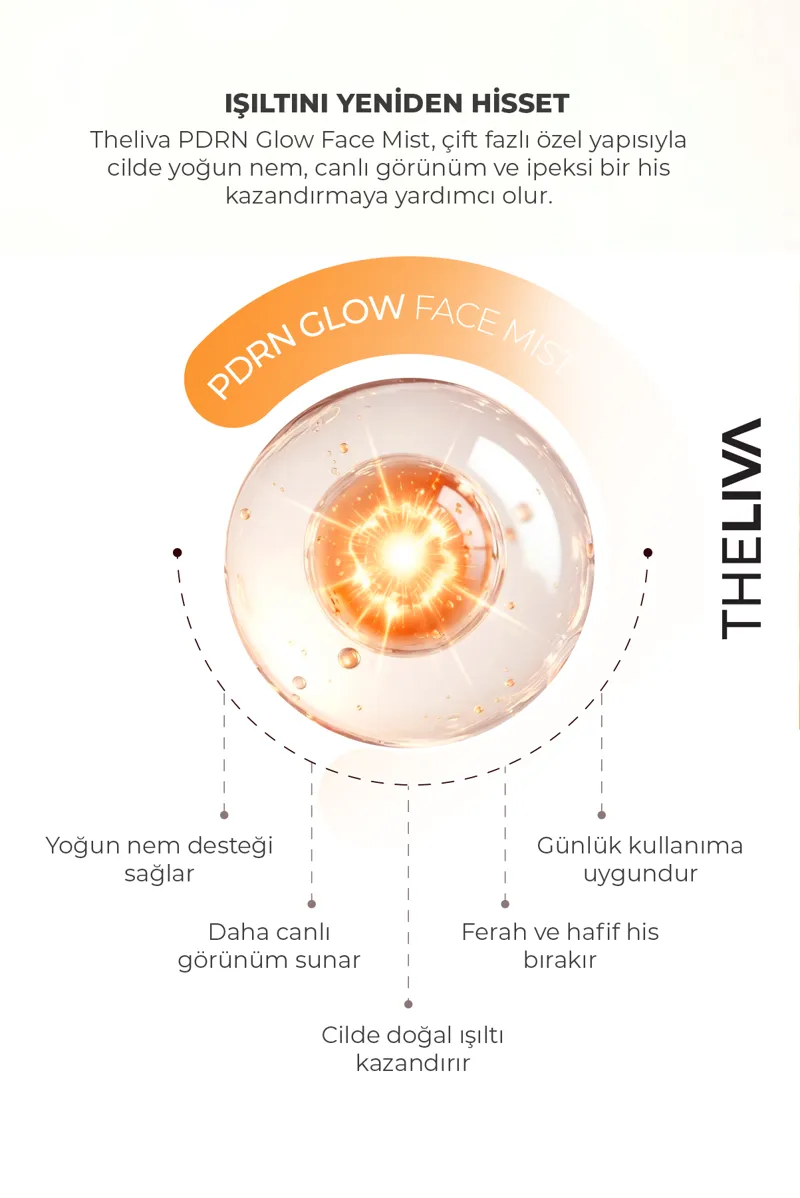 IŞILTINI YENİDEN HİSSET
Theliva PDRN Glow Face Mist, çift fazlı özel yapısıyla
cilde yoğun nem, canlı görünüm ve ipeksi bir his
kazandırmaya yardımcı olur.
PDRN GLOW FACE MIST
THELIVA
Yoğun nem desteği
sağlar
Günlük kullanıma
uygundur
Daha canlı
görünüm sunar
Ferah ve hafif his
bırakır
Cilde doğal ışıltı
kazandırır